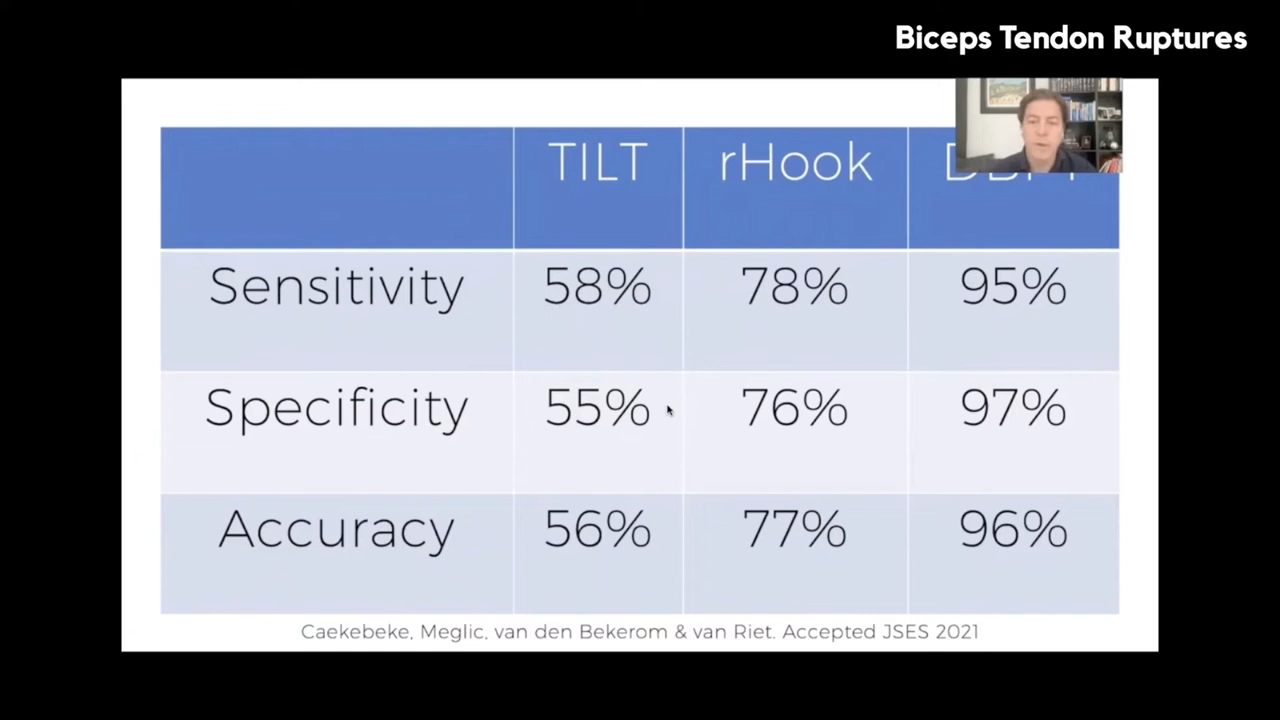 Biceps Tendon Ruptures
TILT rHook
Sensitivity 58% 78% 95%
Specificity 55% 76% 97%
Accuracy 56% 77% 96%
Caekebeke, Meglic, van den Bekerom & van Riet. Accepted JSES 2021